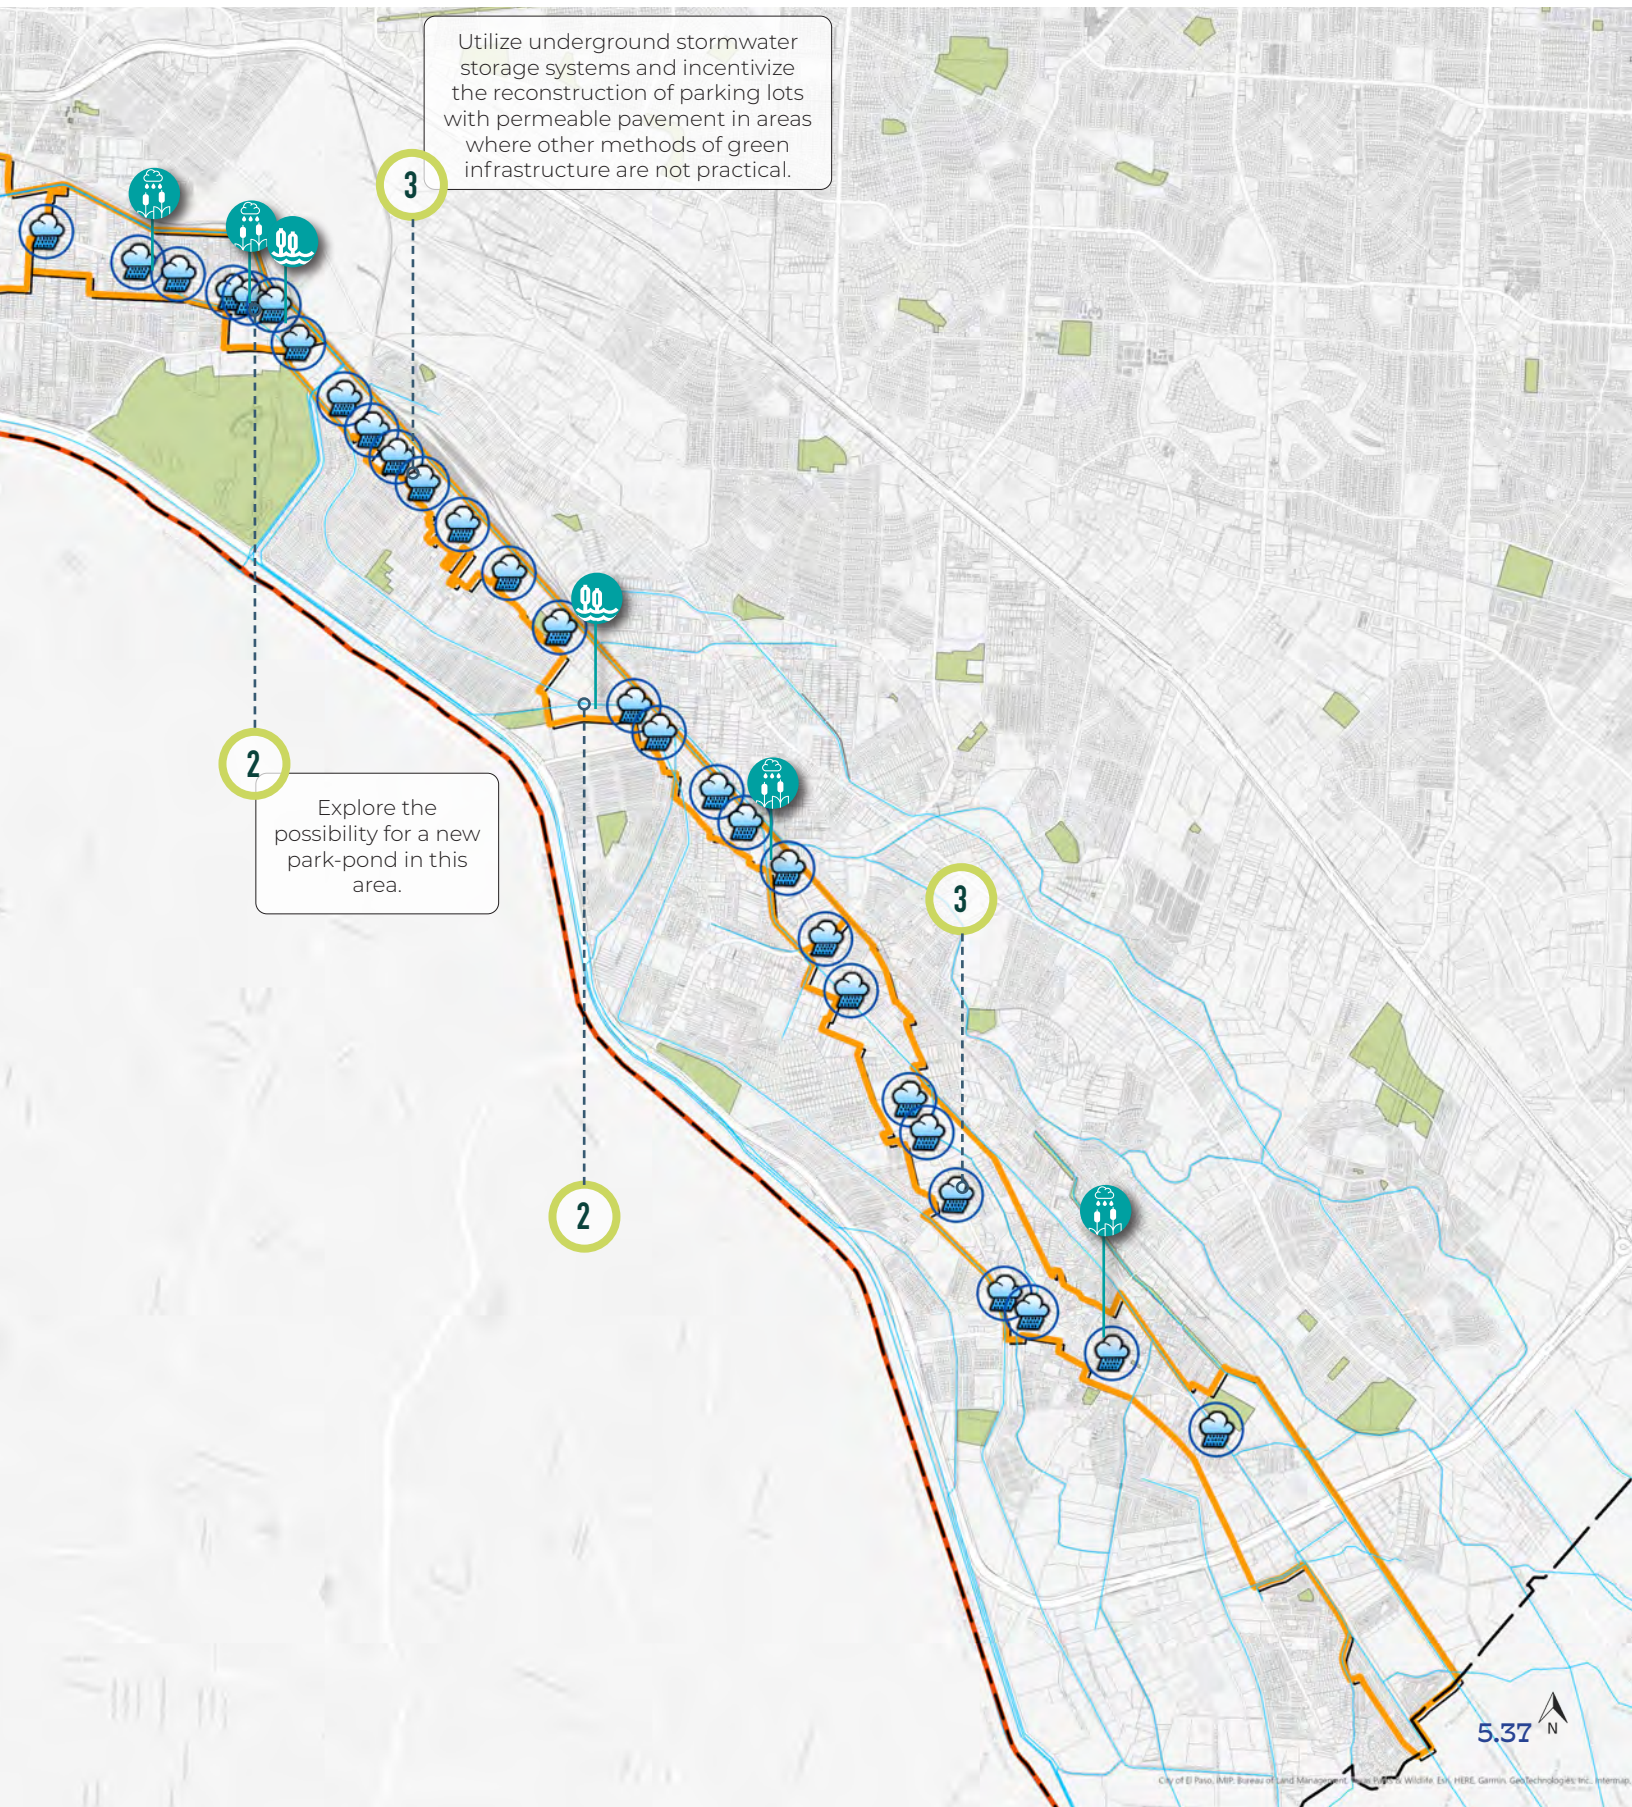 Utilize underground stormwater
storage systems and incentivize
the reconstruction of parking lots
with permeable pavement in areas
where other methods of green
infrastructure are not practical.
3
2
Explore the
possibility for a new
park-pond in this
area.
3
2
5.37
N
City of El Paso, IMIP, Bureau of Land Management, Texas Parks & Wildlife, Esri, HERE, Garmin, GeoTechnologies, Inc., Intermap,